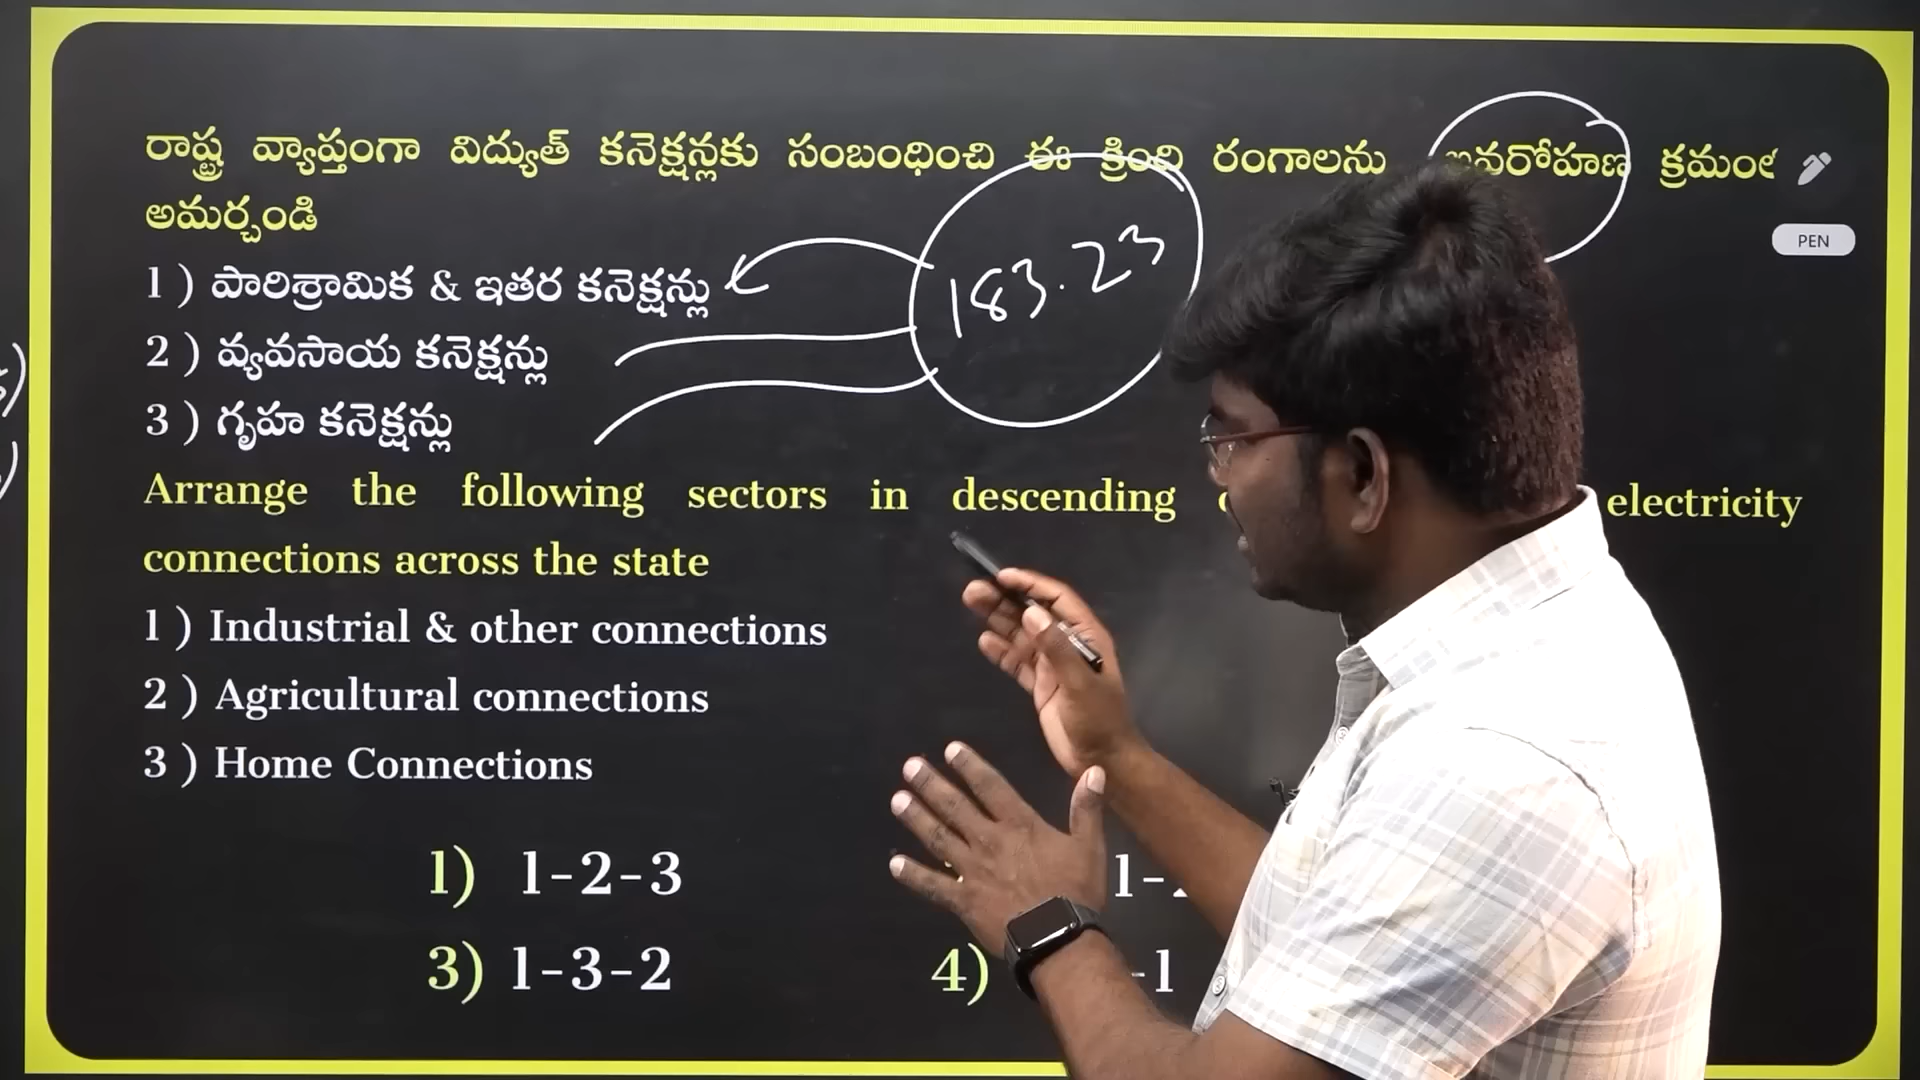 రాష్ట్ర వ్యాప్తంగా విద్యుత్ కనెక్షన్లకు సంబంధించి ఈ క్రింది రంగాలను క్రమంల
అమర్చండి
PEN
183.23
1 ) పారిశ్రామిక & ఇతర కనెక్షన్లు
2 ) వ్యవసాయ కనెక్షన్లు
3 ) గృహ కనెక్షన్లు
Arrange the following sectors in descending electricity
connections across the state
1 ) Industrial & other connections
2 ) Agricultural connections
3 ) Home Connections
1) 1-2-3 1-
3) 1-3-2 4) -1